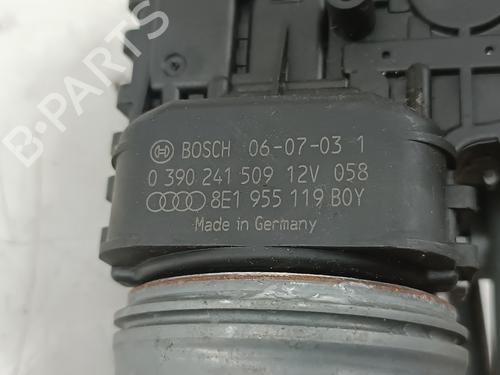 B-PARTS
BOSCH 06-07-03 1
0 390 241 509 12V 058
8E1 955 119 B0Y
Made in Germany